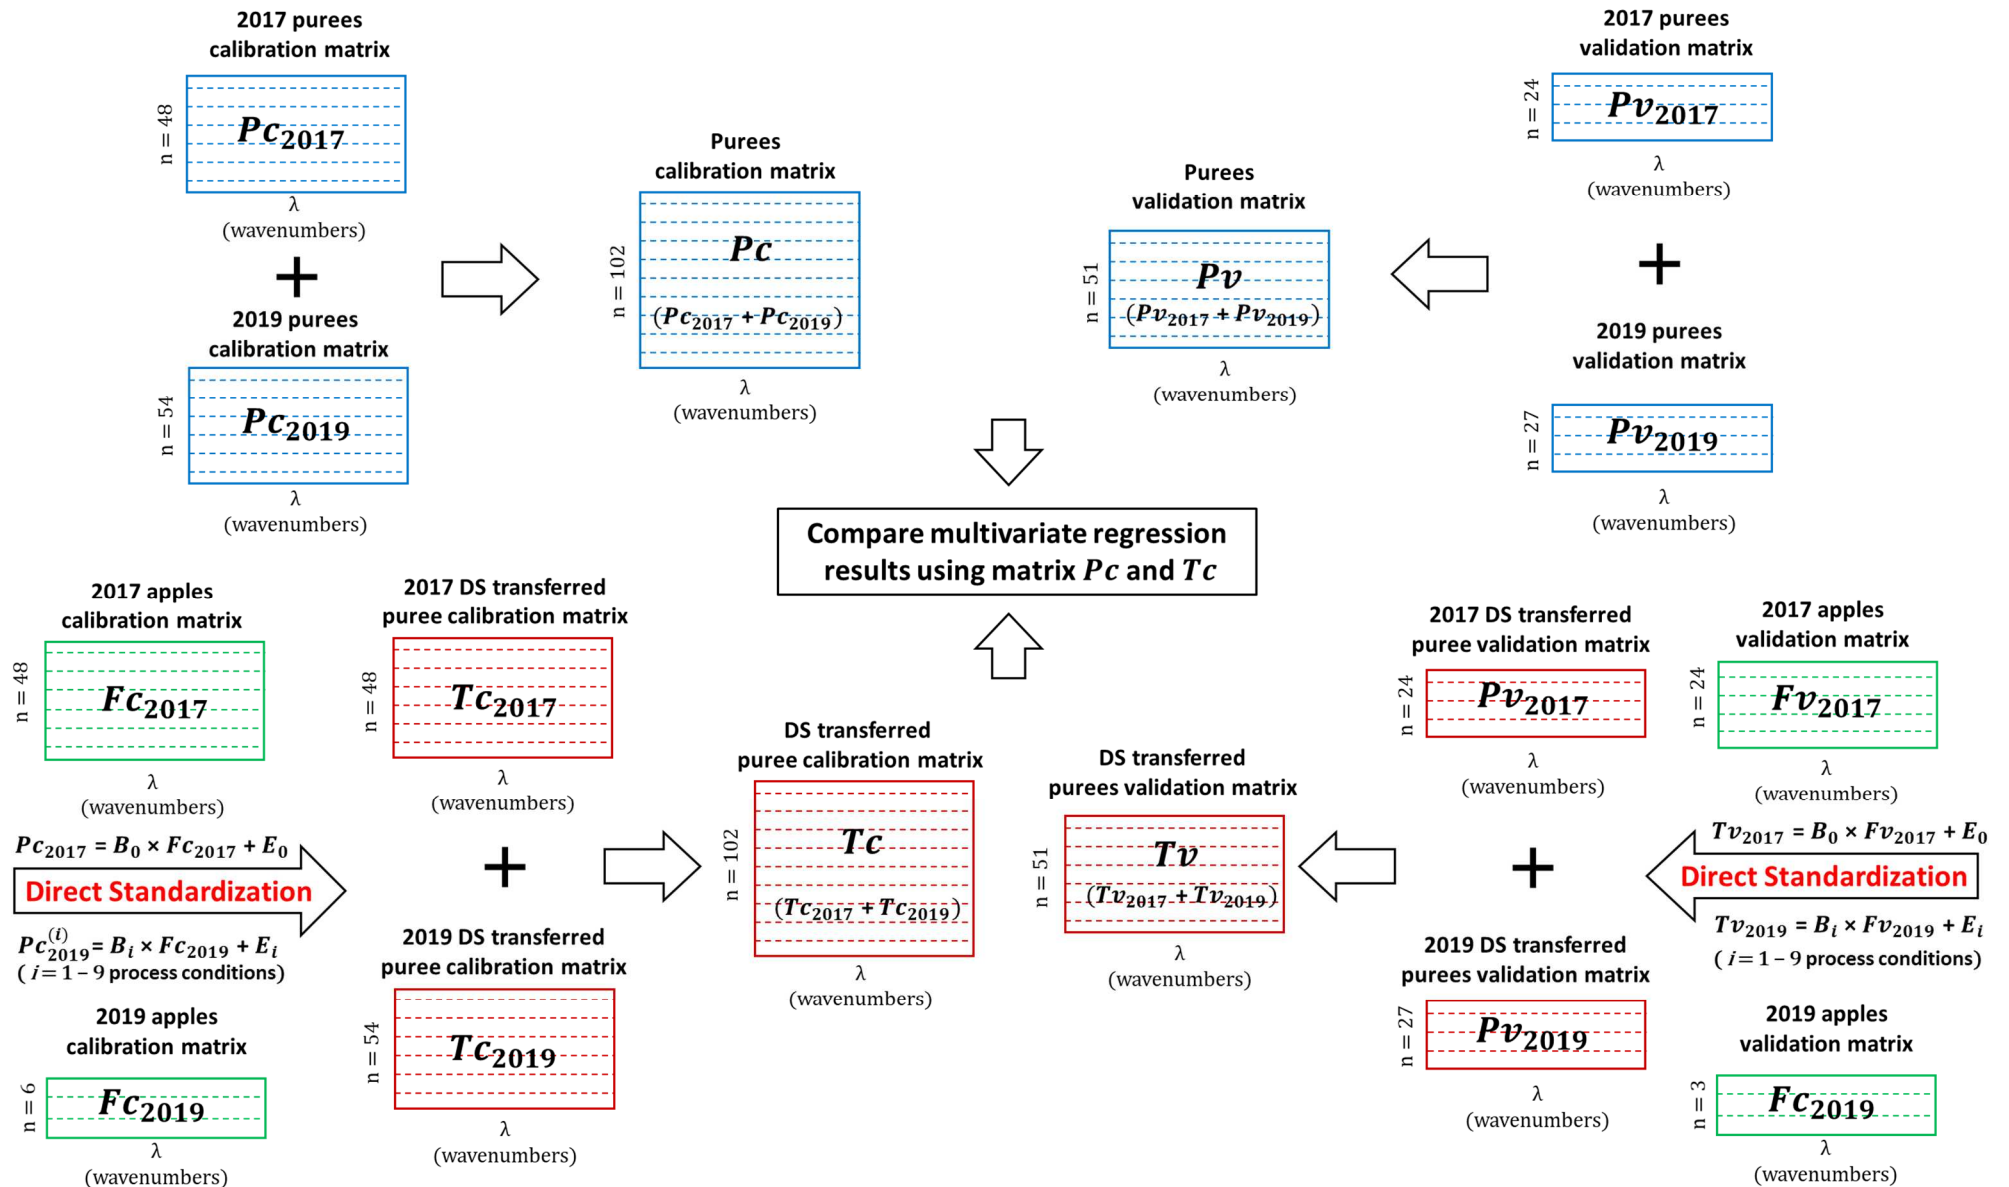 2017 purees
calibration matrix
n = 48
Pc2017
λ
(wavenumbers)
+
2019 purees
calibration matrix
n = 54
Pc2019
λ
(wavenumbers)
Purees
calibration matrix
n = 102
Pc
(Pc2017 + Pc2019)
λ
(wavenumbers)
Purees
validation matrix
n = 51
Pv
(Pv2017 + Pv2019)
λ
(wavenumbers)
2017 purees
validation matrix
n = 24
Pv2017
λ
(wavenumbers)
+
2019 purees
validation matrix
n = 27
Pv2019
λ
(wavenumbers)
Compare multivariate regression
results using matrix Pc and Tc
2017 apples
calibration matrix
n = 48
Fc2017
λ
(wavenumbers)
Pc2017 = B0 × Fc2017 + E0
Direct Standardization
Pc2019(i) = Bi × Fc2019 + Ei
( i = 1 – 9 process conditions)
2019 apples
calibration matrix
n = 6
Fc2019
λ
(wavenumbers)
2017 DS transferred
puree calibration matrix
n = 48
Tc2017
λ
(wavenumbers)
+
2019 DS transferred
puree calibration matrix
n = 54
Tc2019
λ
(wavenumbers)
DS transferred
puree calibration matrix
n = 102
Tc
(Tc2017 + Tc2019)
λ
(wavenumbers)
DS transferred
purees validation matrix
n = 51
Tv
(Tv2017 + Tv2019)
λ
(wavenumbers)
2017 DS transferred
puree validation matrix
n = 24
Pv2017
λ
(wavenumbers)
+
2019 DS transferred
purees validation matrix
n = 27
Pv2019
λ
(wavenumbers)
2017 apples
validation matrix
n = 24
Fv2017
λ
(wavenumbers)
Tv2017 = B0 × Fv2017 + E0
Direct Standardization
Tv2019 = Bi × Fv2019 + Ei
( i = 1 – 9 process conditions)
2019 apples
validation matrix
n = 3
Fc2019
λ
(wavenumbers)